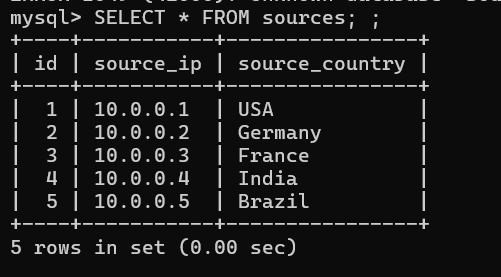 mysql> SELECT * FROM sources; ;
+----+-----------+----------------+
| id | source_ip | source_country |
+----+-----------+----------------+
|  1 | 10.0.0.1  | USA            |
|  2 | 10.0.0.2  | Germany        |
|  3 | 10.0.0.3  | France         |
|  4 | 10.0.0.4  | India          |
|  5 | 10.0.0.5  | Brazil         |
+----+-----------+----------------+
5 rows in set (0.00 sec)